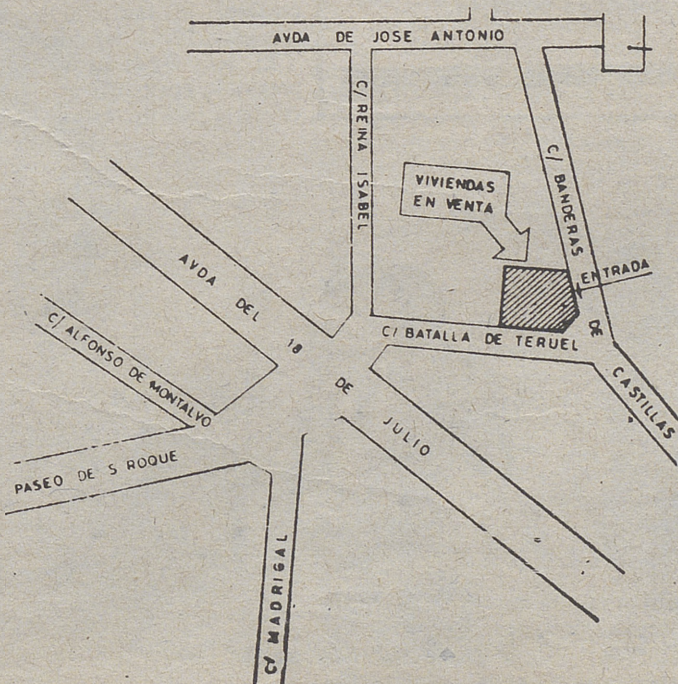 AVDA DE JOSE ANTONIO
C/ REINA ISABEL
C/ BANDERAS DE CASTILLAS
VIVIENDAS
EN VENTA
ENTRADA
AVDA DEL 18 DE JULIO
C/ BATALLA DE TERUEL
C/ ALFONSO DE MONTALVO
PASEO DE S ROQUE
C/ MADRIGAL